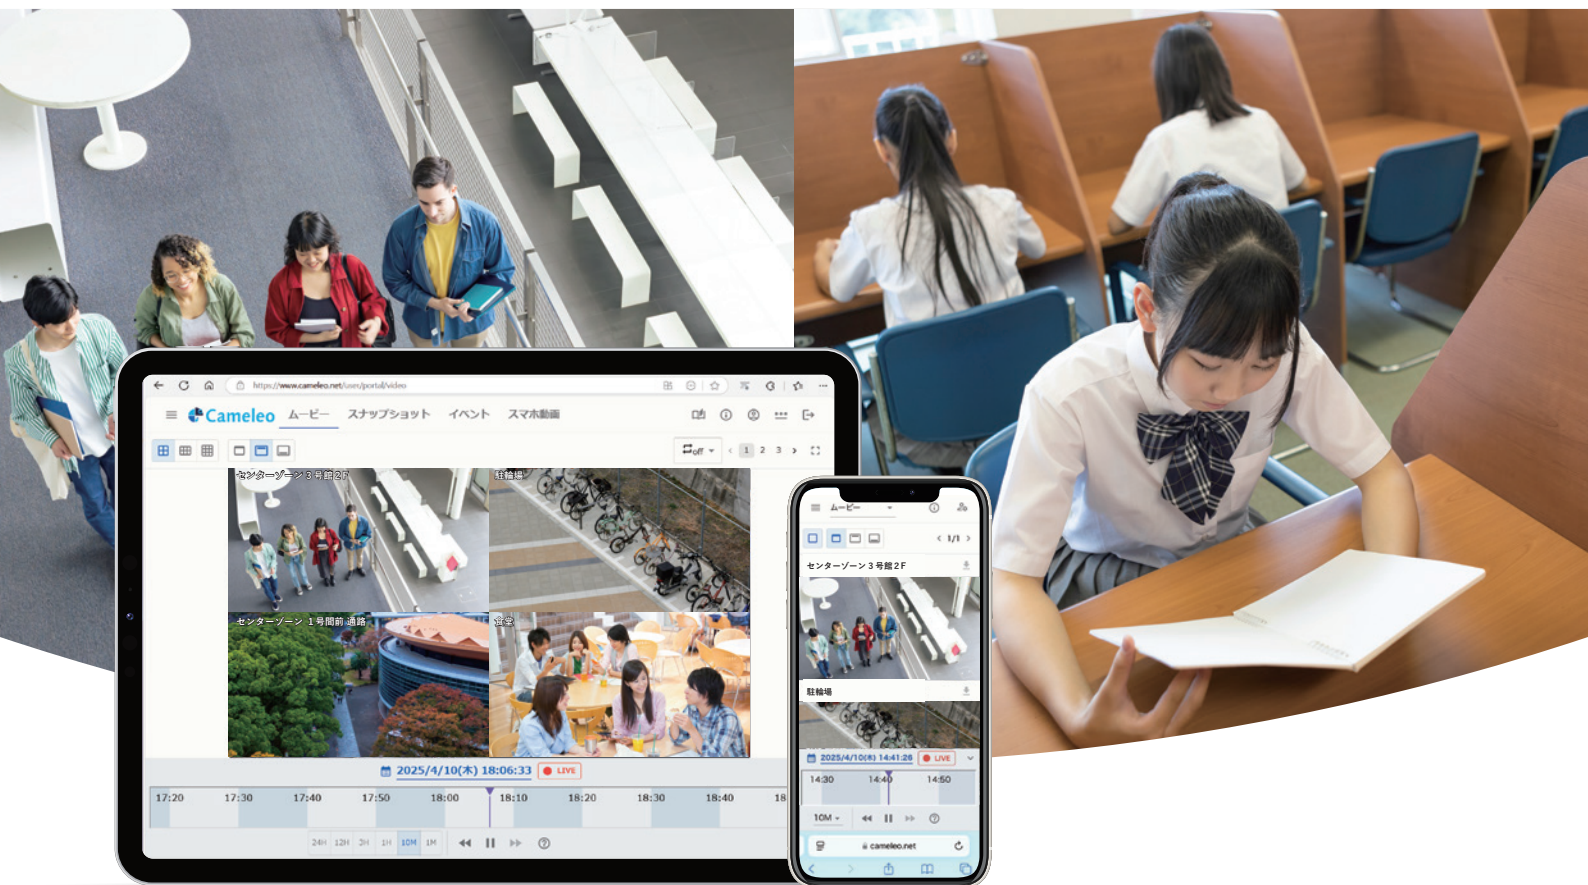 https://www.cameleo.net/user/portal/video
Cameleo ムービー スナップショット イベント スマホ動画
off 1 2 3
センターゾーン 3号館2F
駐輪場
センターゾーン 1号館前 通路
食堂
2025/4/10(木) 18:06:33 LIVE
17:20 17:30 17:40 17:50 18:00 18:10 18:20 18:30 18:40 18
24H 12H 3H 1H 10M 1M
ムービー
1/1
センターゾーン３号館２F
駐輪場
2025/4/10(木) 14:41:26 LIVE
14:30 14:40 14:50
10M
cameleo.net